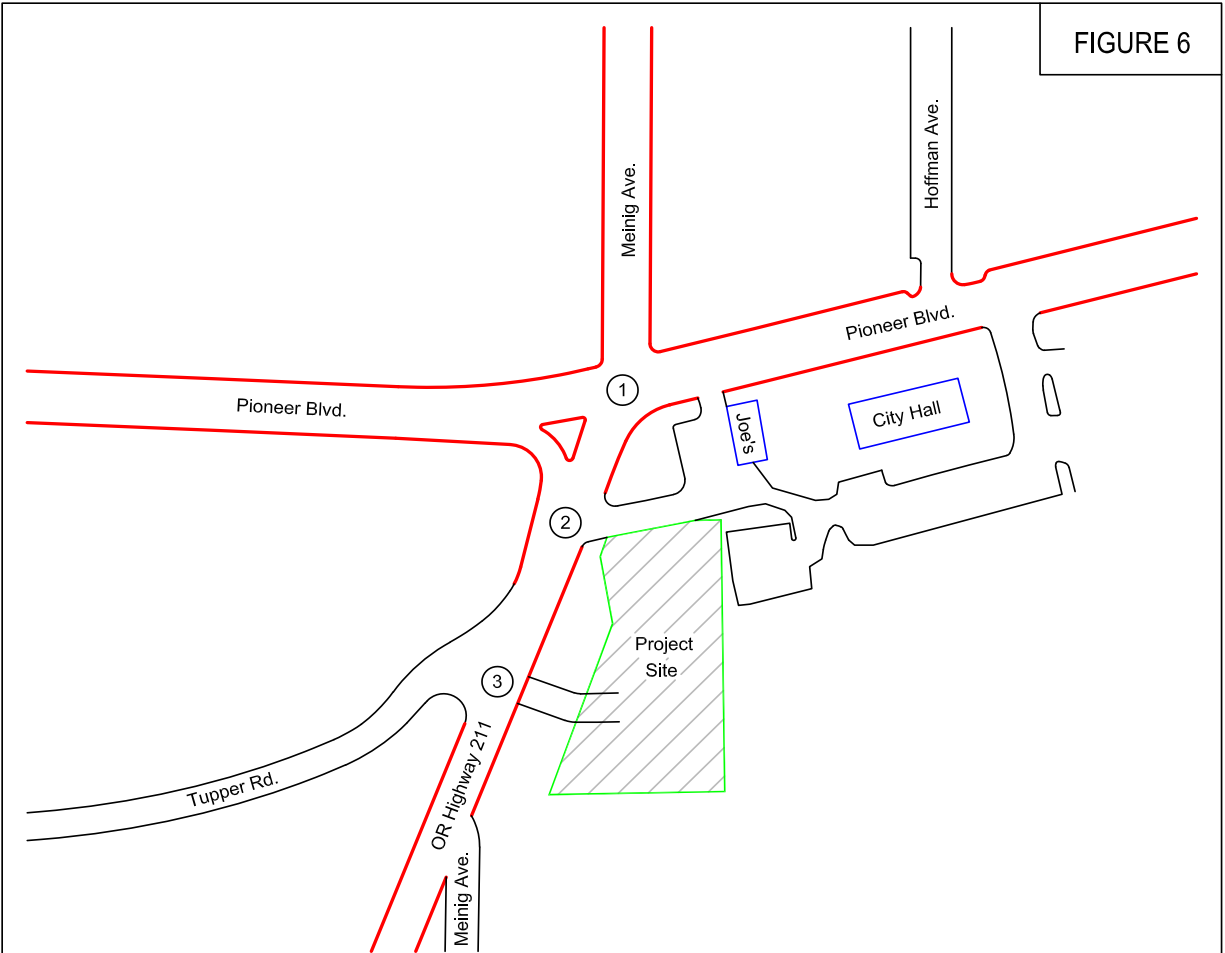 FIGURE 6
Hoffman Ave.
Meinig Ave.
Pioneer Blvd.
1
Pioneer Blvd.
Joe's
City Hall
2
Project
Site
3
Tupper Rd.
OR Highway 211
Meinig Ave.